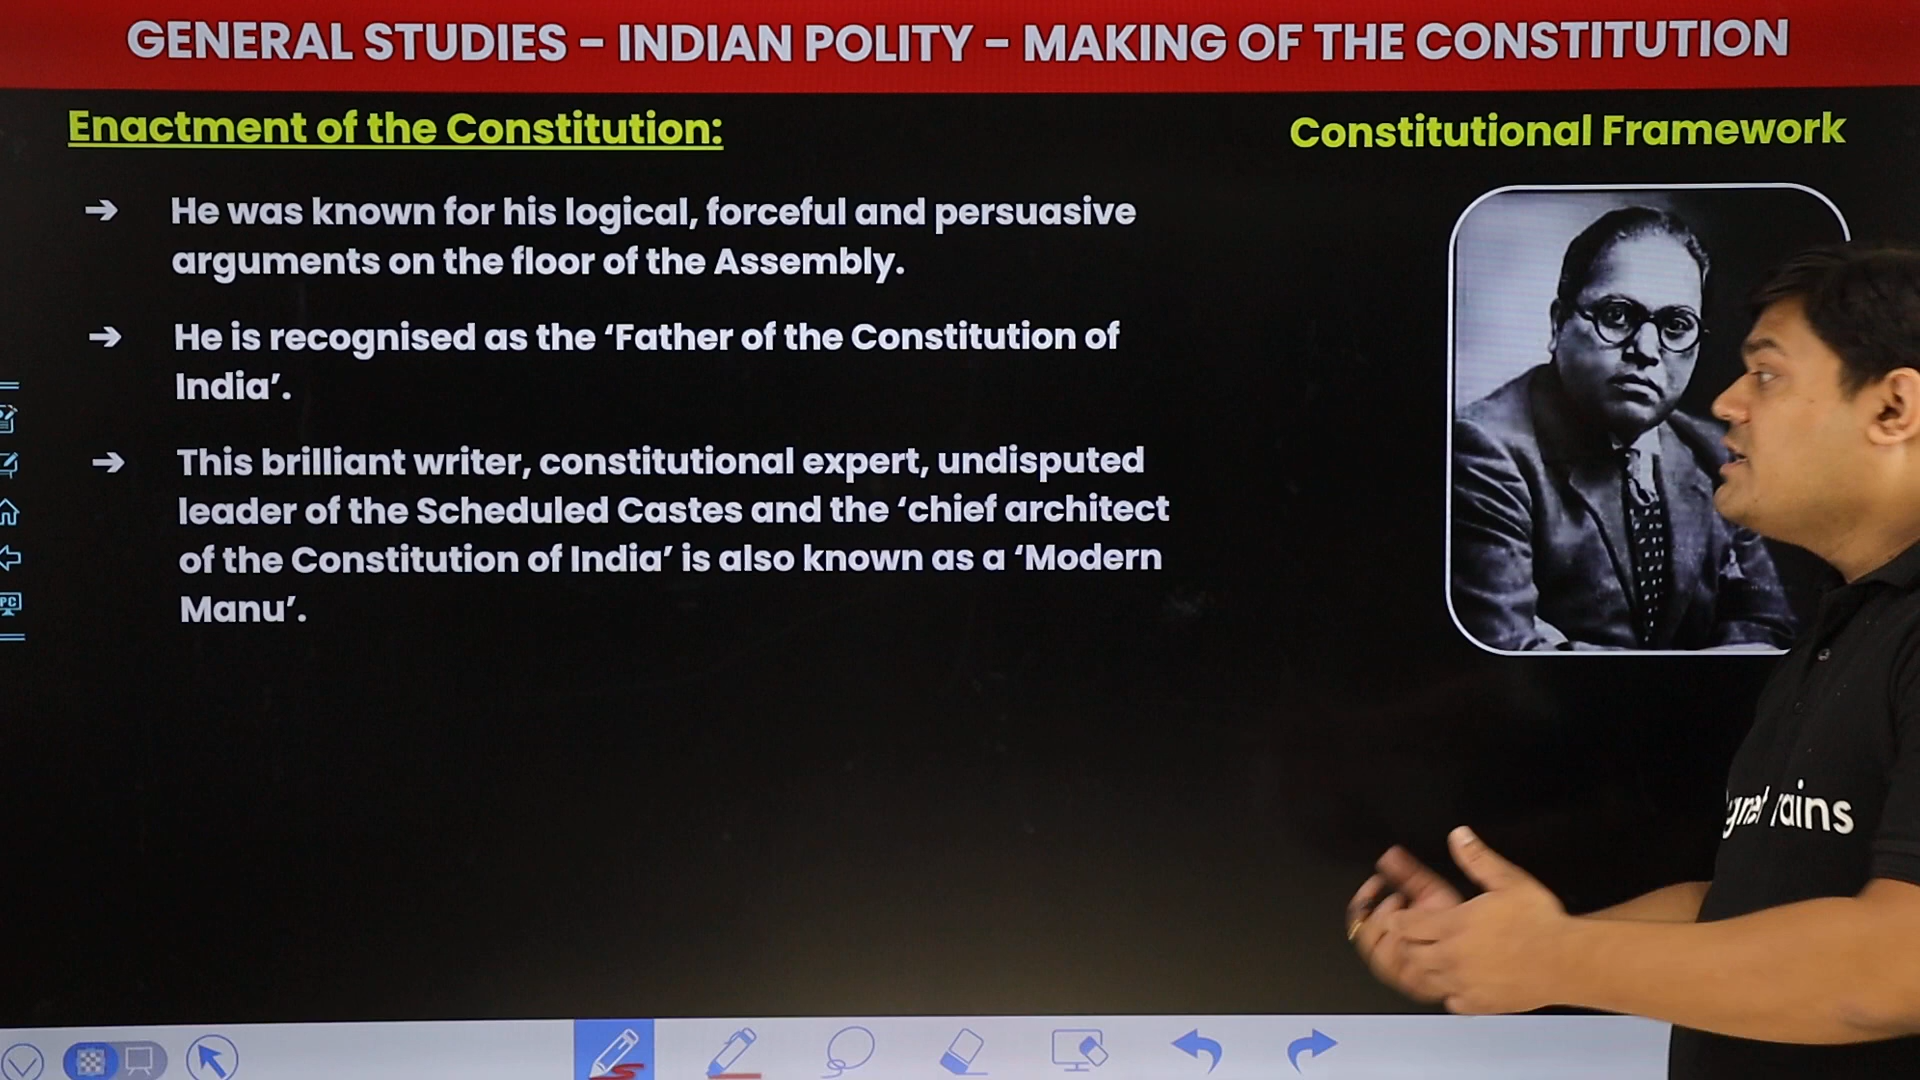 GENERAL STUDIES - INDIAN POLITY - MAKING OF THE CONSTITUTION
Enactment of the Constitution:
Constitutional Framework
→ He was known for his logical, forceful and persuasive
arguments on the floor of the Assembly.
→ He is recognised as the ‘Father of the Constitution of
India’.
→ This brilliant writer, constitutional expert, undisputed
leader of the Scheduled Castes and the ‘chief architect
of the Constitution of India’ is also known as a ‘Modern
Manu’.
PC